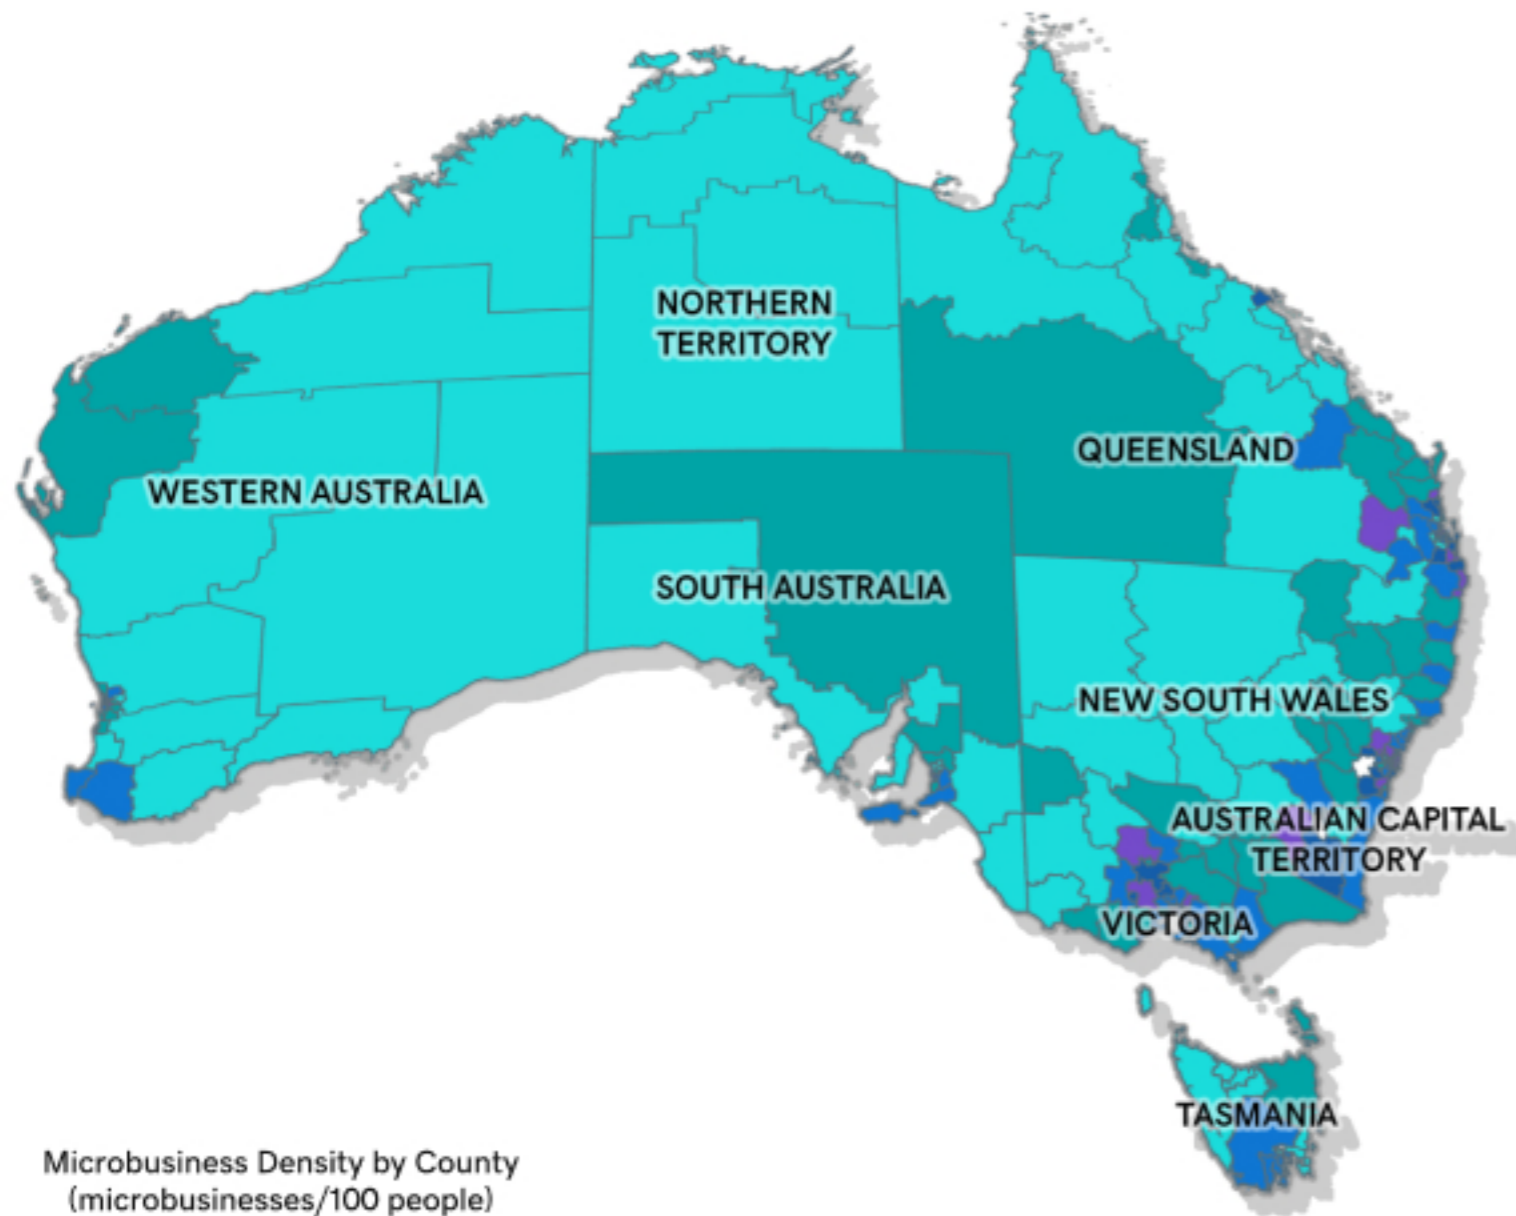 NORTHERN
TERRITORY
QUEENSLAND
WESTERN AUSTRALIA
SOUTH AUSTRALIA
NEW SOUTH WALES
AUSTRALIAN CAPITAL
TERRITORY
VICTORIA
TASMANIA
Microbusiness Density by County
(microbusinesses/100 people)